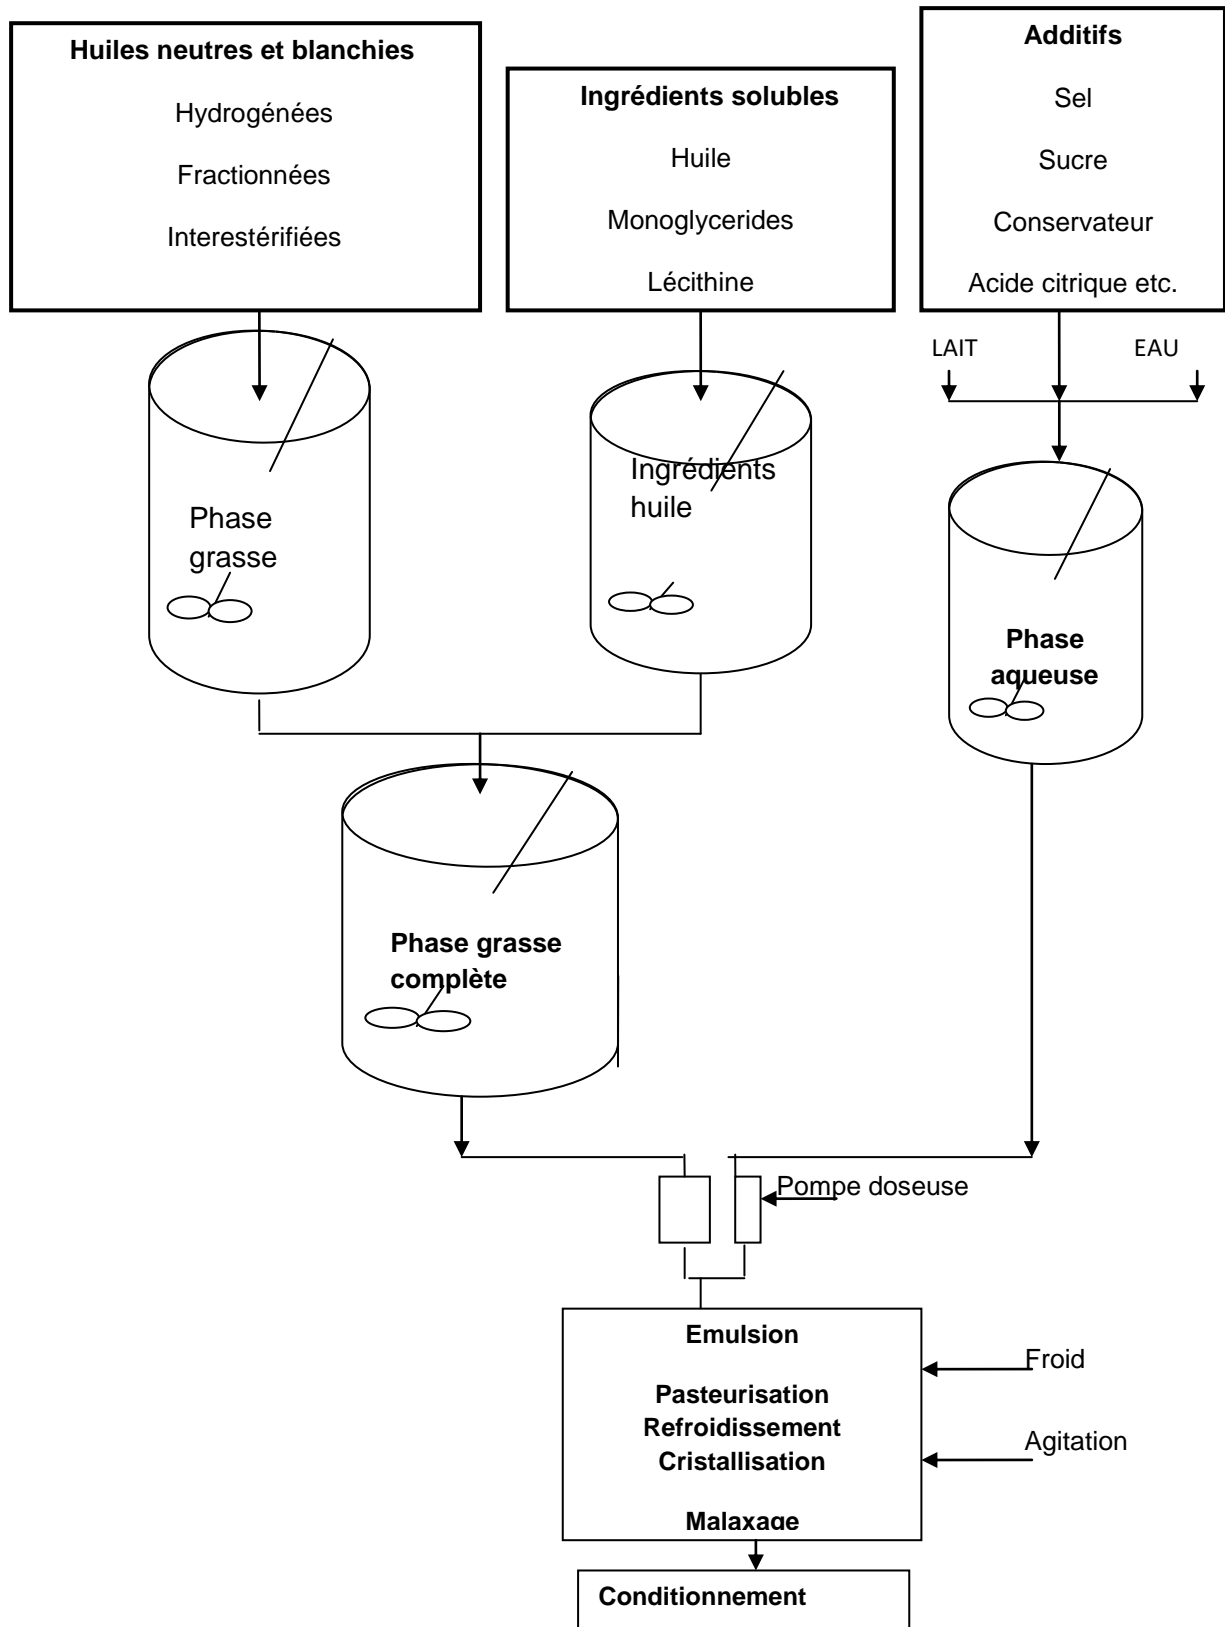 Huiles neutres et blanchies
Hydrogénées
Fractionnées
Interestérifiées
Ingrédients solubles
Huile
Monoglycerides
Lécithine
Additifs
Sel
Sucre
Conservateur
Acide citrique etc.
LAIT
EAU
Phase
grasse
Ingrédients
huile
Phase
aqueuse
Phase grasse
complète
Pompe doseuse
Emulsion
Pasteurisation
Refroidissement
Cristallisation
Malaxage
Froid
Agitation
Conditionnement